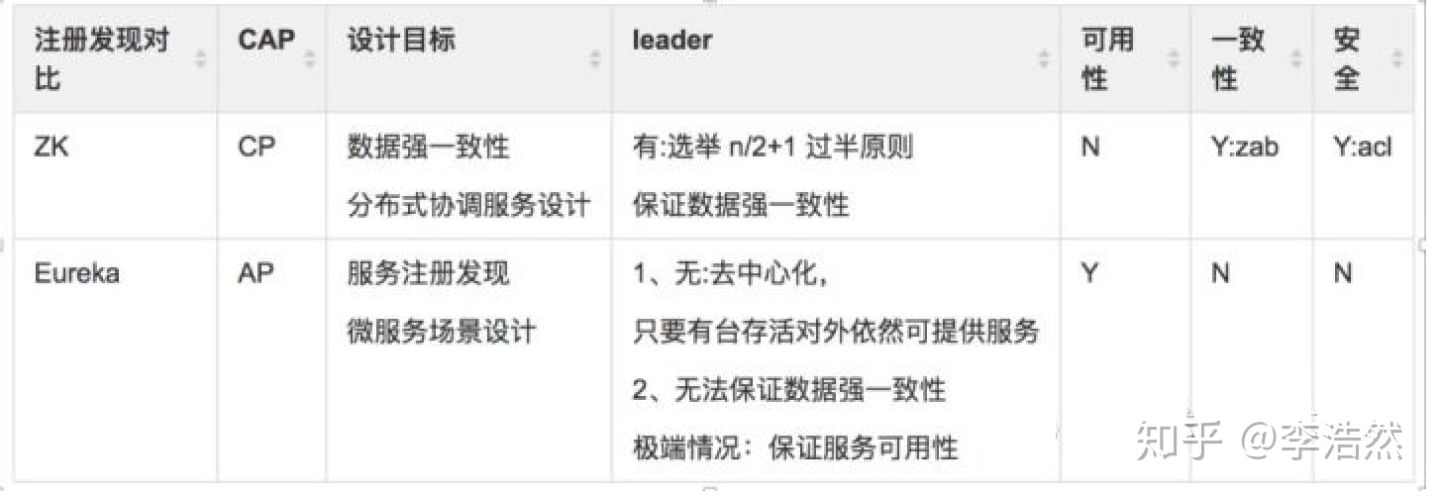 注册发现对比 CAP 设计目标 leader 可用性 一致性 安全
ZK CP 数据强一致性 有:选举 n/2+1 过半原则 N Y:zab Y:acl
分布式协调服务设计 保证数据强一致性
Eureka AP 服务注册发现 1、无:去中心化， Y N N
微服务场景设计 只要有台存活对外依然可提供服务
2、无法保证数据强一致性
极端情况：保证服务可用性
知乎 @李浩然